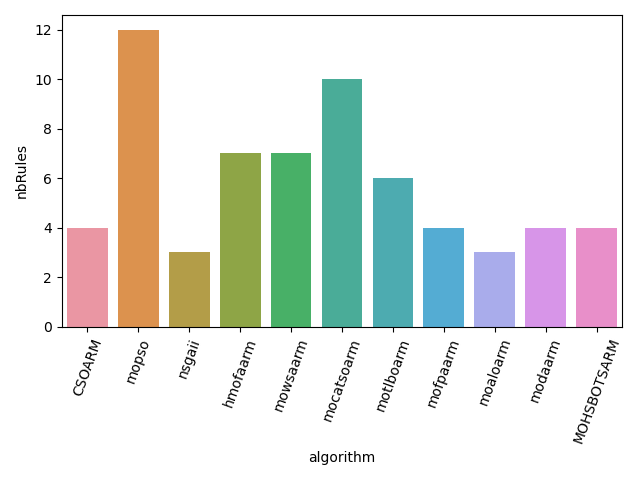 12
10
8
6
4
2
0
nbRules
CSOARM
mopso
nsgaii
hmofaarm
mowsaarm
mocatsoarm
motlboarm
mofpaarm
moaloarm
modaarm
MOHSBOTSARM
algorithm